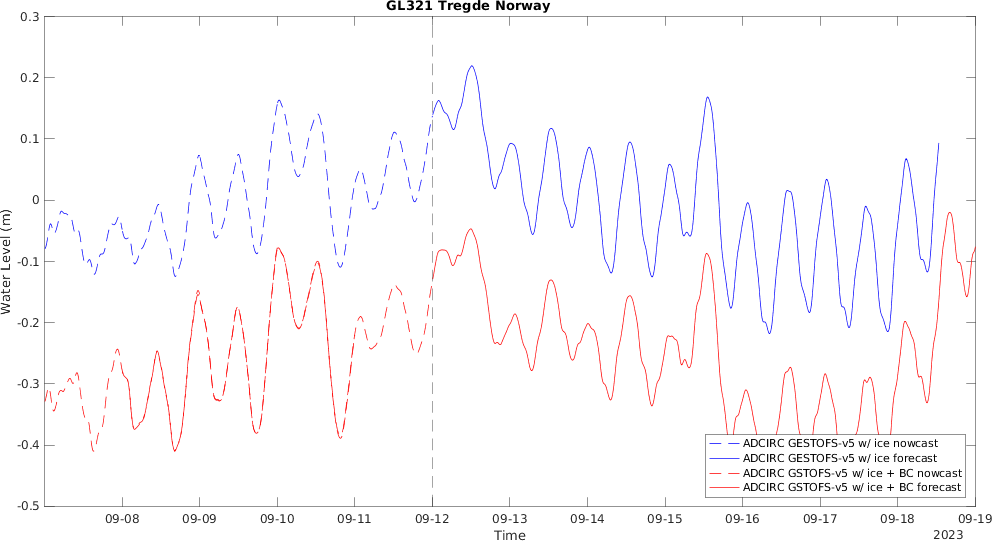 GL321 Tregde Norway
0.3
0.2
0.1
0
-0.1
-0.2
-0.3
-0.4
-0.5
Water Level (m)
ADCIRC GESTOFS-v5 w/ ice nowcast
ADCIRC GESTOFS-v5 w/ ice forecast
ADCIRC GSTOFS-v5 w/ ice + BC nowcast
ADCIRC GSTOFS-v5 w/ ice + BC forecast
09-08 09-09 09-10 09-11 09-12 09-13 09-14 09-15 09-16 09-17 09-18 09-19
Time
2023